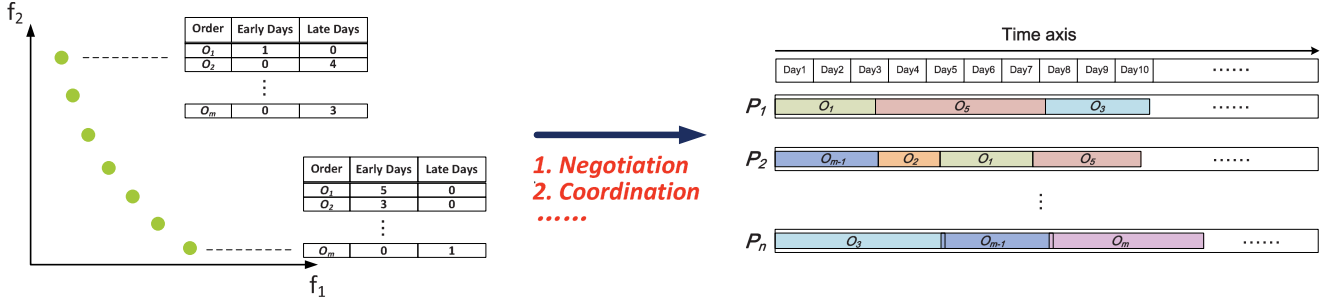 f₂
Order Early Days Late Days
O₁ 1 0
O₂ 0 4
⋮
Oₘ 0 3
Order Early Days Late Days
O₁ 5 0
O₂ 3 0
⋮
Oₘ 0 1
f₁
1. Negotiation
2. Coordination
......
Time axis
Day1 Day2 Day3 Day4 Day5 Day6 Day7 Day8 Day9 Day10 ......
P₁ O₁ O₅ O₃ ......
P₂ Oₘ₋₁ O₂ O₁ O₅ ......
⋮
Pₙ O₃ Oₘ₋₁ Oₘ ......